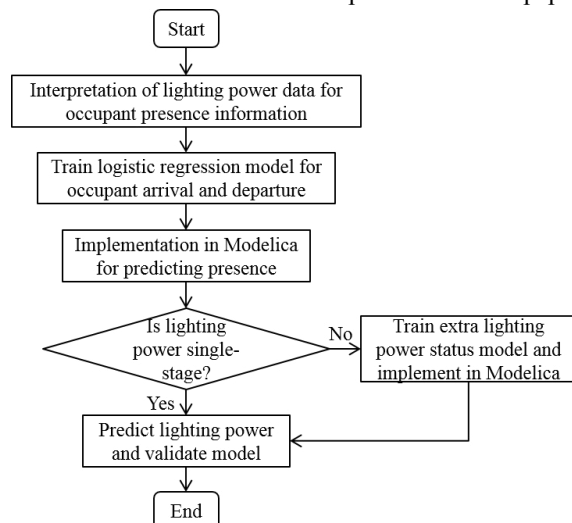 Start
Interpretation of lighting power data for
occupant presence information
Train logistic regression model for
occupant arrival and departure
Implementation in Modelica
for predicting presence
Is lighting
power single-
stage?
No
Train extra lighting
power status model and
implement in Modelica
Yes
Predict lighting power
and validate model
End